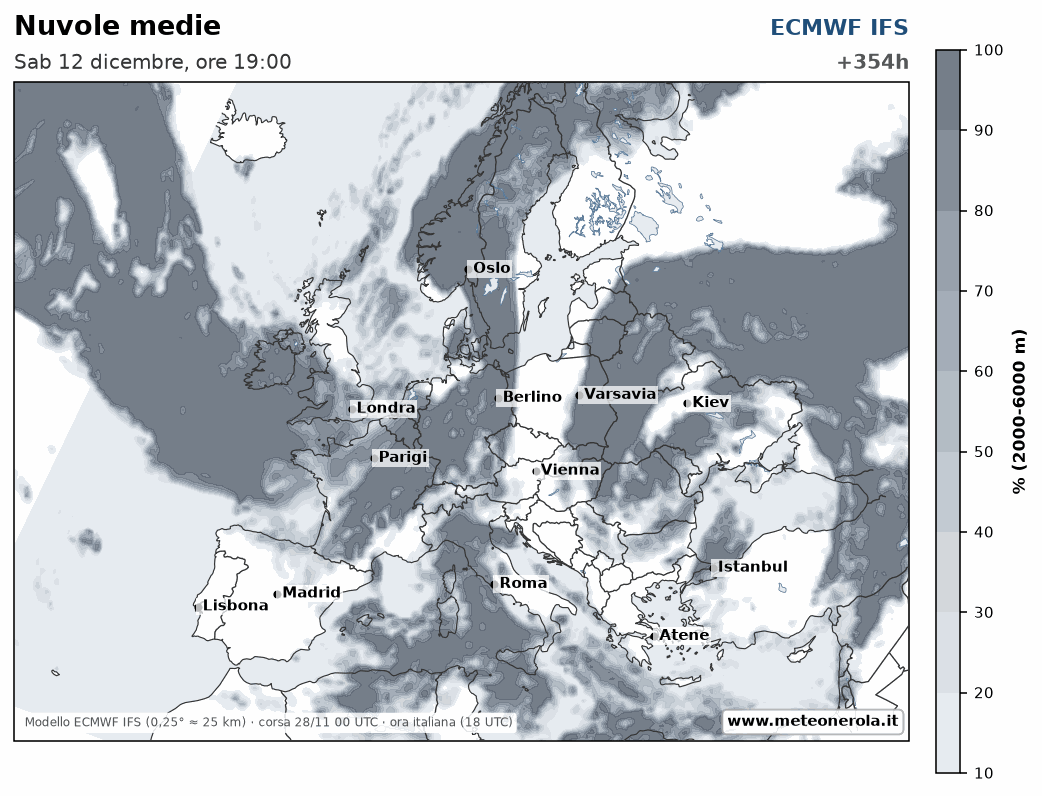 Nuvole medie
ECMWF IFS
Sab 12 dicembre, ore 19:00
+354h
100
90
80
70
60
50
40
30
20
10
% (2000-6000 m)
Oslo
Berlino
Varsavia
Kiev
Londra
Parigi
Vienna
Istanbul
Roma
Madrid
Lisbona
Atene
Modello ECMWF IFS (0,25° ≈ 25 km) · corsa 28/11 00 UTC · ora italiana (18 UTC)
www.meteonerola.it